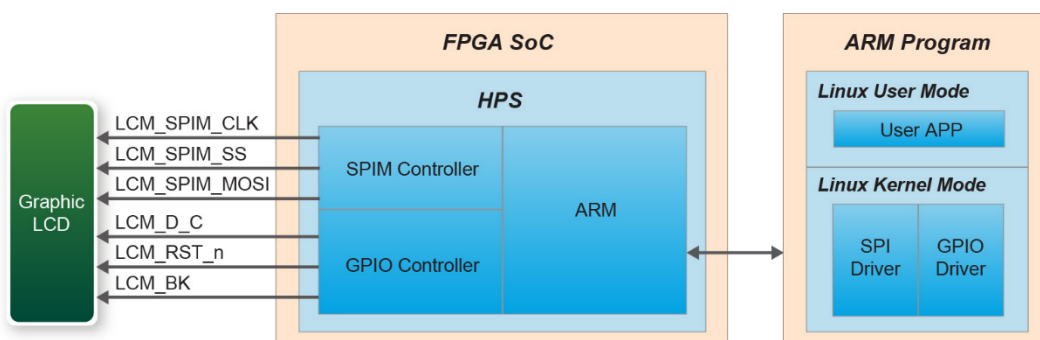 FPGA SoC
ARM Program
HPS
Linux User Mode
User APP
Linux Kernel Mode
LCM_SPIM_CLK
LCM_SPIM_SS
LCM_SPIM_MOSI
LCM_D_C
LCM_RST_n
LCM_BK
Graphic
LCD
SPIM Controller
GPIO Controller
ARM
SPI
Driver
GPIO
Driver